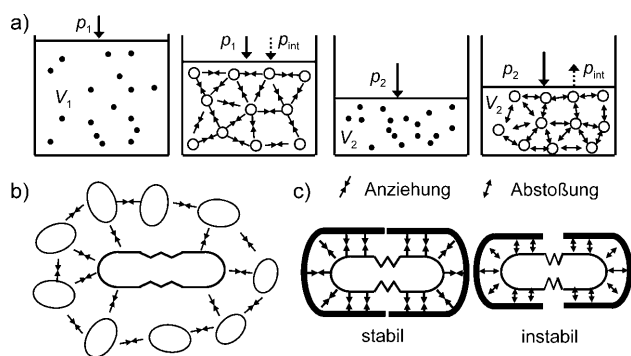 a)
p1
V1
p1
pint
p2
V2
p2
pint
V2
b)
c)
Anziehung
Abstoßung
stabil
instabil